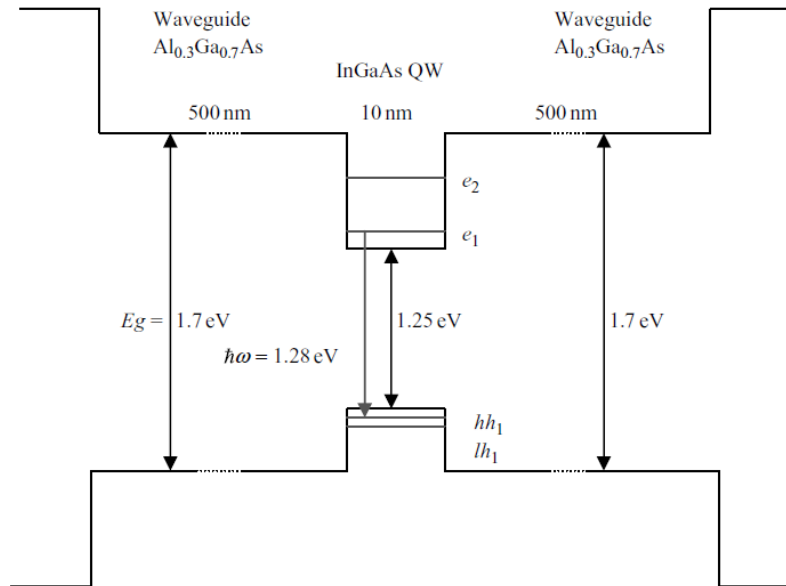 Waveguide
Al0.3Ga0.7As
Waveguide
Al0.3Ga0.7As
InGaAs QW
500 nm
10 nm
500 nm
e2
e1
Eg = 1.7 eV
1.25 eV
1.7 eV
ħω = 1.28 eV
hh1
lh1